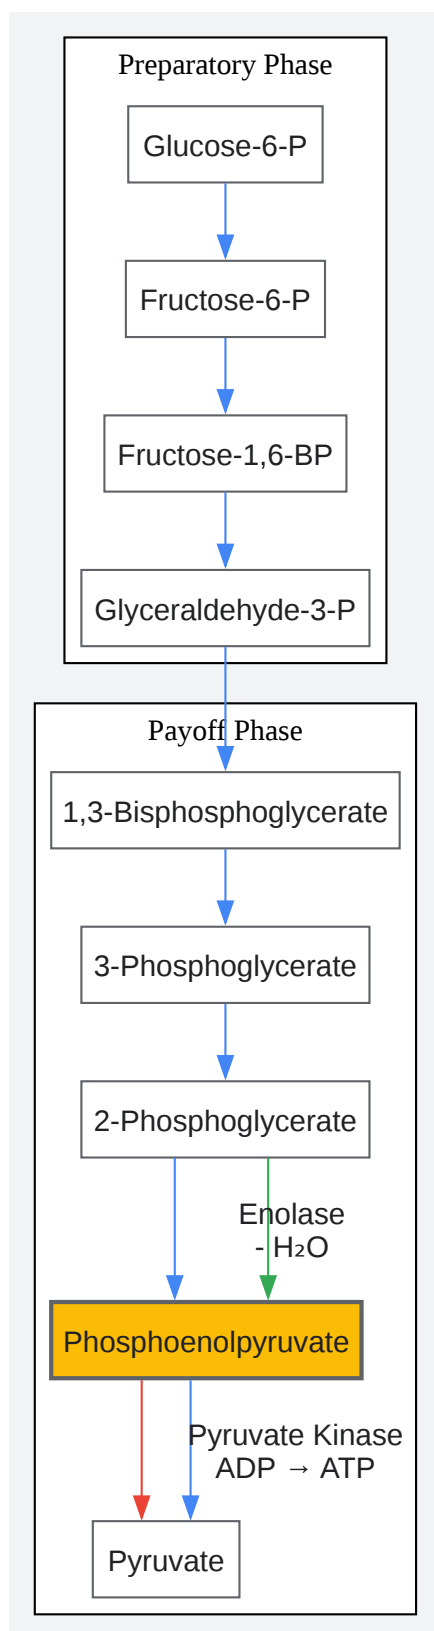 Preparatory Phase
Glucose-6-P
Fructose-6-P
Fructose-1,6-BP
Glyceraldehyde-3-P
Payoff Phase
1,3-Bisphosphoglycerate
3-Phosphoglycerate
2-Phosphoglycerate
Enolase
- H₂O
Phosphoenolpyruvate
Pyruvate Kinase
ADP → ATP
Pyruvate